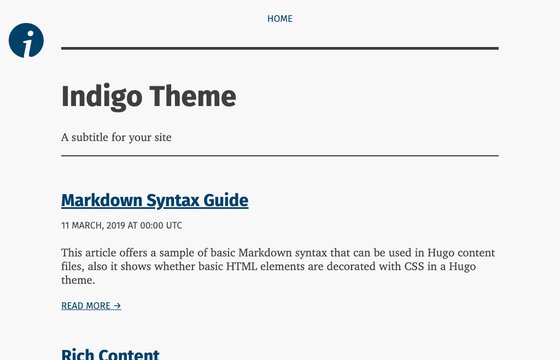 HOME
i
Indigo Theme
A subtitle for your site
Markdown Syntax Guide
11 MARCH, 2019 AT 00:00 UTC
This article offers a sample of basic Markdown syntax that can be used in Hugo content
files, also it shows whether basic HTML elements are decorated with CSS in a Hugo
theme.
READ MORE →
Rich Content